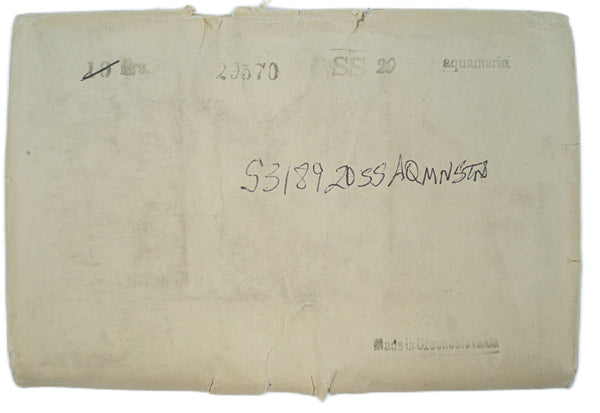 10 Grs. 29570 SS 20 aquamarin
S3189 20SS AQMNSTN
Made in Czechoslovakia